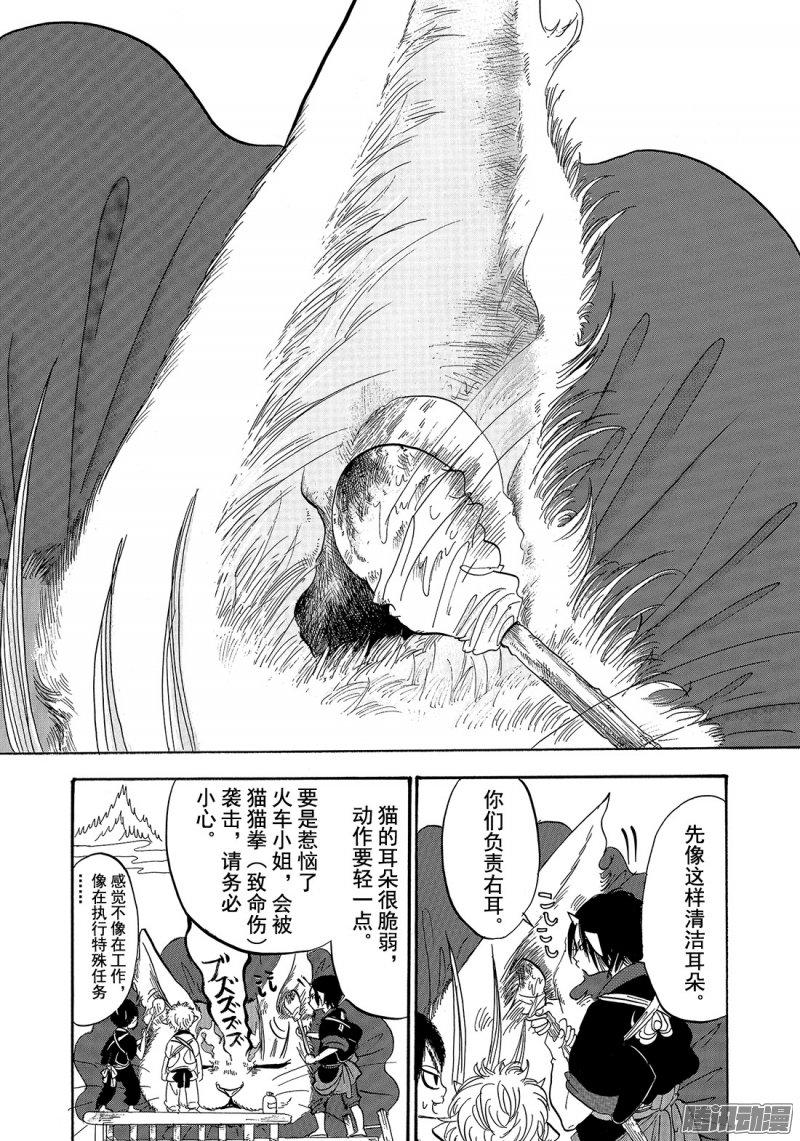 先像这样清洁耳朵。
你们负责右耳。
こしこし
猫的耳朵很脆弱，
动作要轻一点。
要是惹恼了
火车小姐，会被
猫猫拳（致命伤）
袭击，请务必
小心。
ブズズズズ
感觉不像在工作，
像在执行特殊任务
……
腾讯动漫